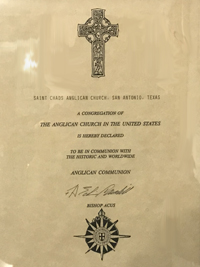 SAINT CHADS ANGLICAN CHURCH, SAN ANTONIO, TEXAS
A CONGREGATION OF
THE ANGLICAN CHURCH IN THE UNITED STATES
IS HEREBY DECLARED
TO BE IN COMMUNION WITH
THE HISTORIC AND WORLDWIDE
ANGLICAN COMMUNION
BISHOP ACUS